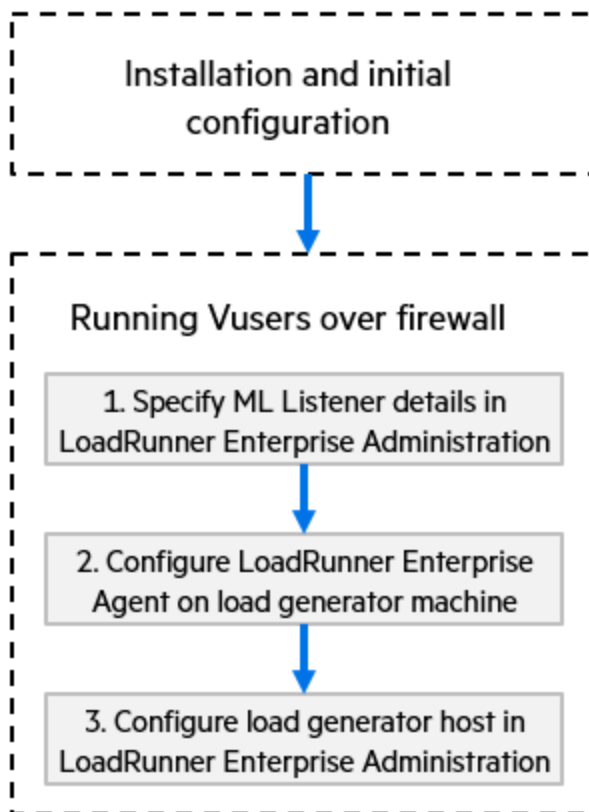 Installation and initial
configuration
Running Vusers over firewall
1. Specify ML Listener details in
LoadRunner Enterprise Administration
2. Configure LoadRunner Enterprise
Agent on load generator machine
3. Configure load generator host in
LoadRunner Enterprise Administration